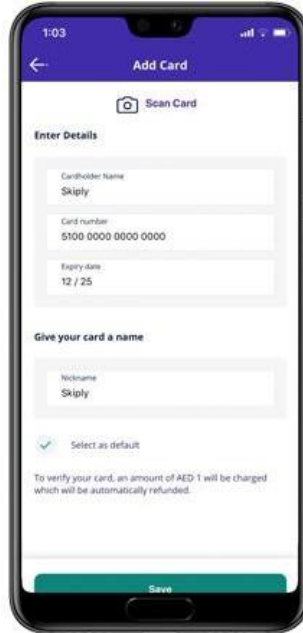 1:03
Add Card
Scan Card
Enter Details
Cardholder Name
Skiply
Card number
5100 0000 0000 0000
Expiry date
12 / 25
Give your card a name
Nickname
Skiply
Select as default
To verify your card, an amount of AED 1 will be charged
which will be automatically refunded.
Save